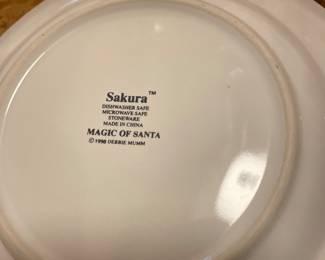 Sakura™
DISHWASHER SAFE
MICROWAVE SAFE
STONEWARE
MADE IN CHINA
MAGIC OF SANTA
© 1998 DEBBIE MUMM